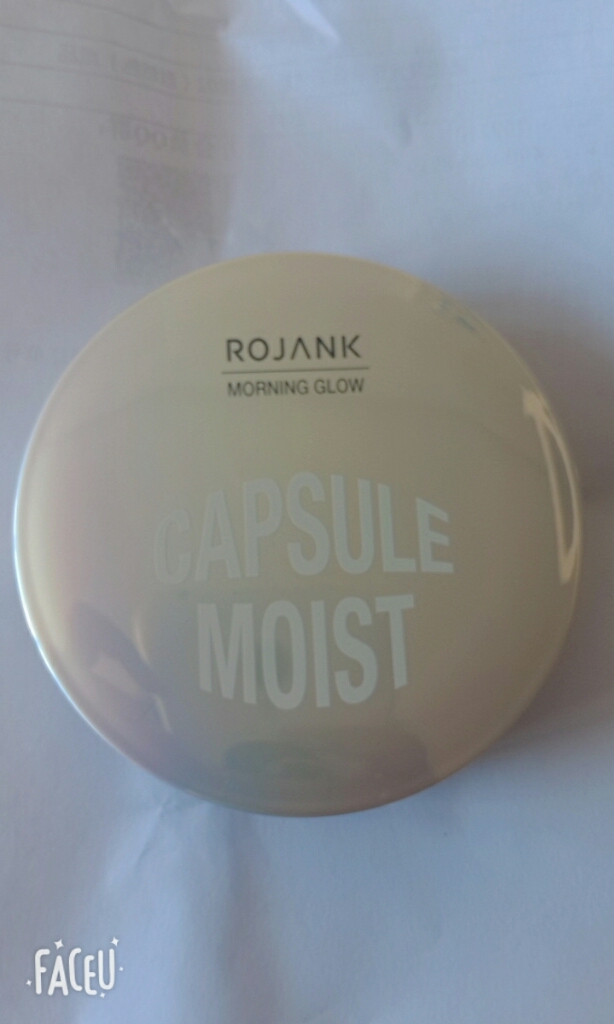 ROJANK
MORNING GLOW
CAPSULE
MOIST
FACEU